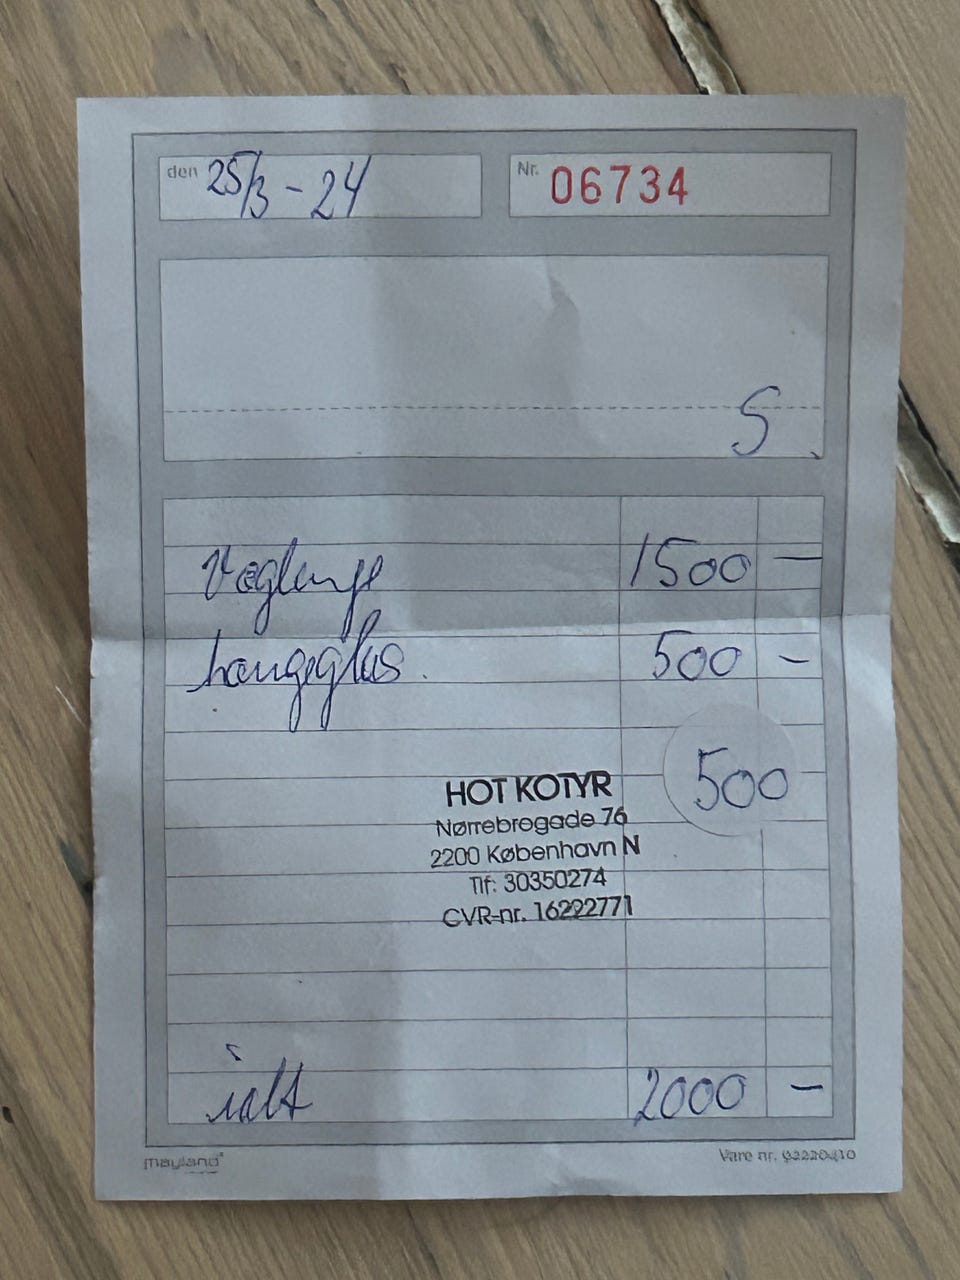 den 25/3-24
Nr. 06734
S
Væglampe 1500 —
hængeglas. 500 —
500
HOT KOTYR
Nørrebrogade 76
2200 København N
Tlf: 30350274
CVR-nr. 16222771
ialt 2000 —
mayland
Vare nr.